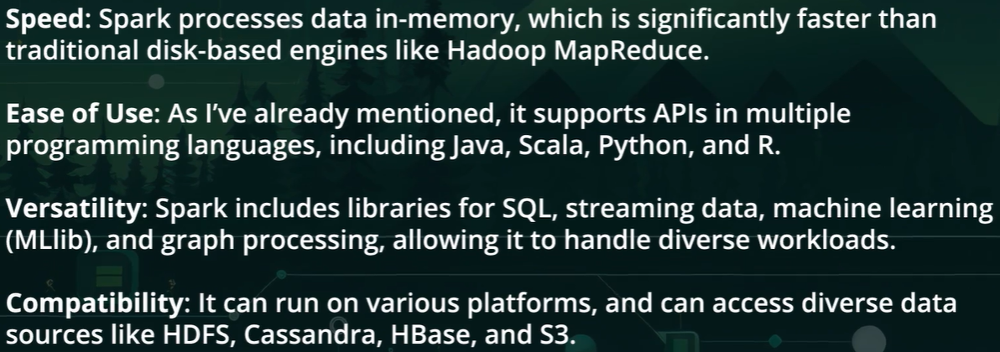 Speed: Spark processes data in-memory, which is significantly faster than
traditional disk-based engines like Hadoop MapReduce.
Ease of Use: As I’ve already mentioned, it supports APIs in multiple
programming languages, including Java, Scala, Python, and R.
Versatility: Spark includes libraries for SQL, streaming data, machine learning
(MLlib), and graph processing, allowing it to handle diverse workloads.
Compatibility: It can run on various platforms, and can access diverse data
sources like HDFS, Cassandra, HBase, and S3.